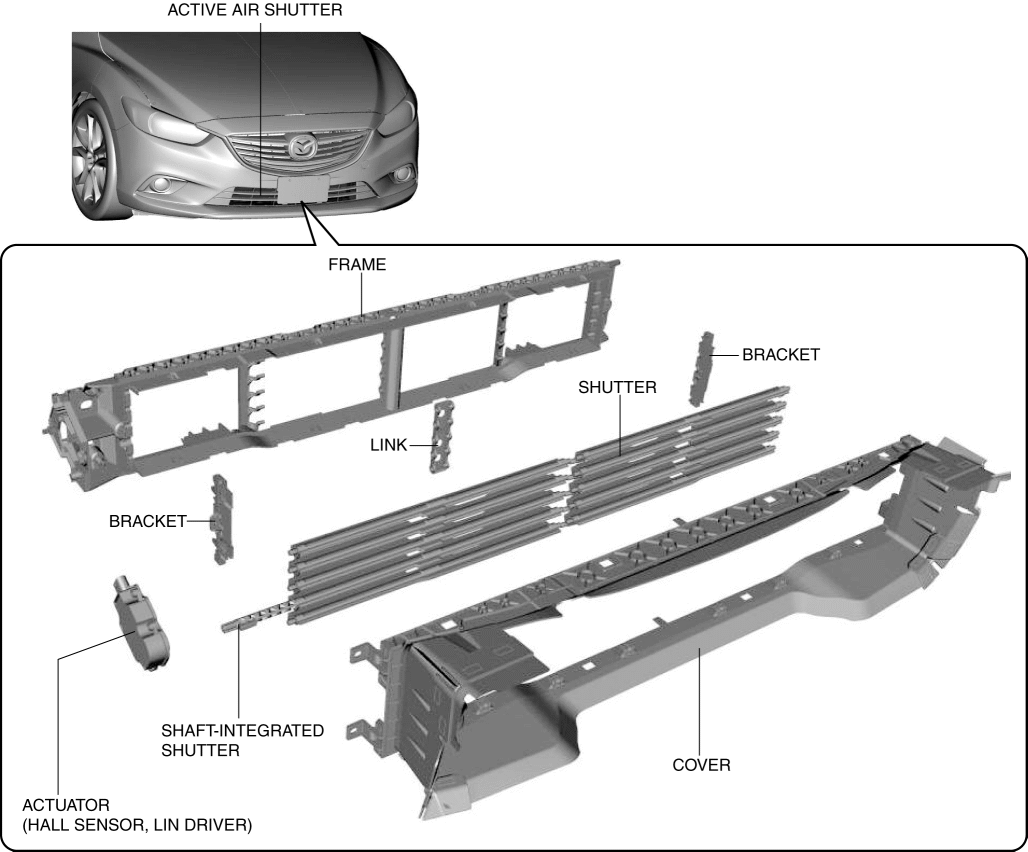 ACTIVE AIR SHUTTER
FRAME
BRACKET
SHUTTER
LINK
BRACKET
SHAFT-INTEGRATED
SHUTTER
COVER
ACTUATOR
(HALL SENSOR, LIN DRIVER)